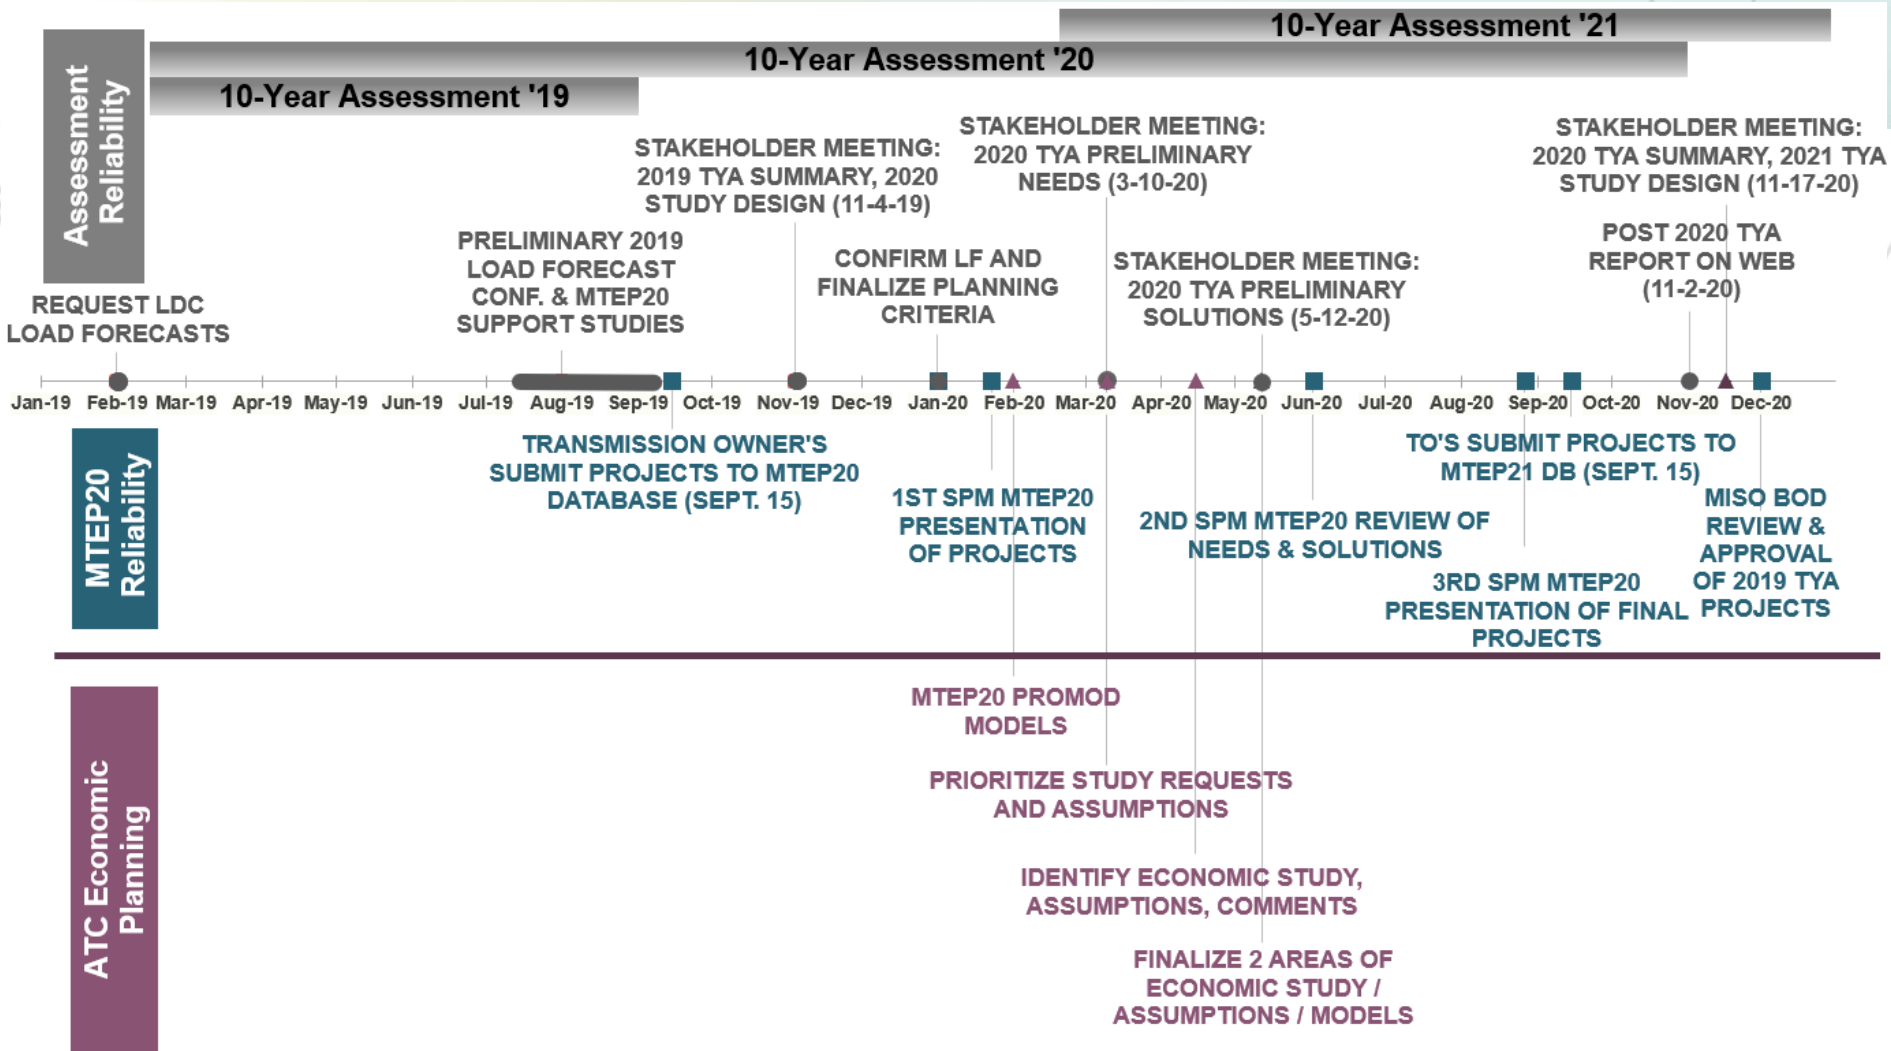 10-Year Assessment '21
10-Year Assessment '20
10-Year Assessment '19
Assessment
Reliability
REQUEST LDC
LOAD FORECASTS
PRELIMINARY 2019
LOAD FORECAST
CONF. & MTEP20
SUPPORT STUDIES
STAKEHOLDER MEETING:
2019 TYA SUMMARY, 2020
STUDY DESIGN (11-4-19)
CONFIRM LF AND
FINALIZE PLANNING
CRITERIA
STAKEHOLDER MEETING:
2020 TYA PRELIMINARY
NEEDS (3-10-20)
STAKEHOLDER MEETING:
2020 TYA PRELIMINARY
SOLUTIONS (5-12-20)
STAKEHOLDER MEETING:
2020 TYA SUMMARY, 2021 TYA
STUDY DESIGN (11-17-20)
POST 2020 TYA
REPORT ON WEB
(11-2-20)
Jan-19 Feb-19 Mar-19 Apr-19 May-19 Jun-19 Jul-19 Aug-19 Sep-19 Oct-19 Nov-19 Dec-19 Jan-20 Feb-20 Mar-20 Apr-20 May-20 Jun-20 Jul-20 Aug-20 Sep-20 Oct-20 Nov-20 Dec-20
MTEP20
Reliability
TRANSMISSION OWNER'S
SUBMIT PROJECTS TO MTEP20
DATABASE (SEPT. 15)
1ST SPM MTEP20
PRESENTATION
OF PROJECTS
2ND SPM MTEP20 REVIEW OF
NEEDS & SOLUTIONS
TO'S SUBMIT PROJECTS TO
MTEP21 DB (SEPT. 15)
3RD SPM MTEP20
PRESENTATION OF FINAL
PROJECTS
MISO BOD
REVIEW &
APPROVAL
OF 2019 TYA
PROJECTS
ATC Economic
Planning
MTEP20 PROMOD
MODELS
PRIORITIZE STUDY REQUESTS
AND ASSUMPTIONS
IDENTIFY ECONOMIC STUDY,
ASSUMPTIONS, COMMENTS
FINALIZE 2 AREAS OF
ECONOMIC STUDY /
ASSUMPTIONS / MODELS